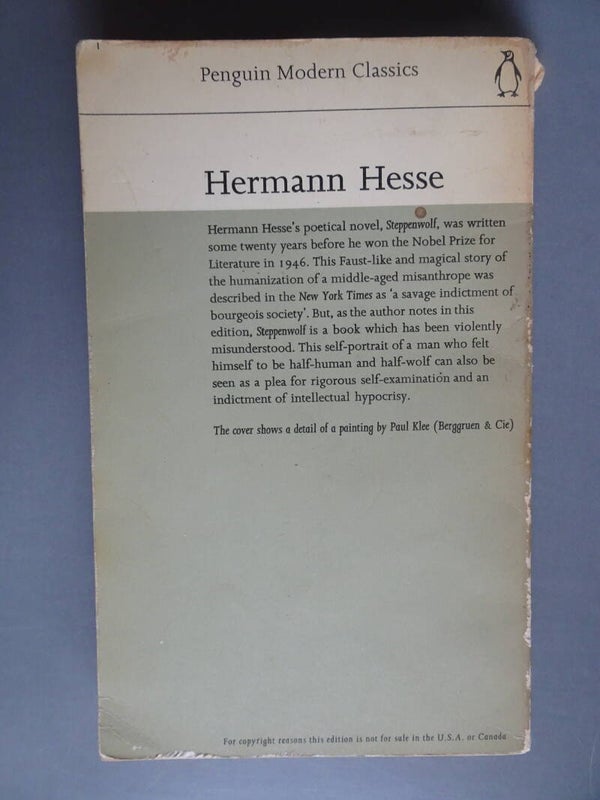 Penguin Modern Classics
Hermann Hesse
Hermann Hesse's poetical novel, Steppenwolf, was written
some twenty years before he won the Nobel Prize for
Literature in 1946. This Faust-like and magical story of
the humanization of a middle-aged misanthrope was
described in the New York Times as 'a savage indictment of
bourgeois society'. But, as the author notes in this
edition, Steppenwolf is a book which has been violently
misunderstood. This self-portrait of a man who felt
himself to be half-human and half-wolf can also be
seen as a plea for rigorous self-examination and an
indictment of intellectual hypocrisy.
The cover shows a detail of a painting by Paul Klee (Berggruen & Cie)
For copyright reasons this edition is not for sale in the U.S.A. or Canada